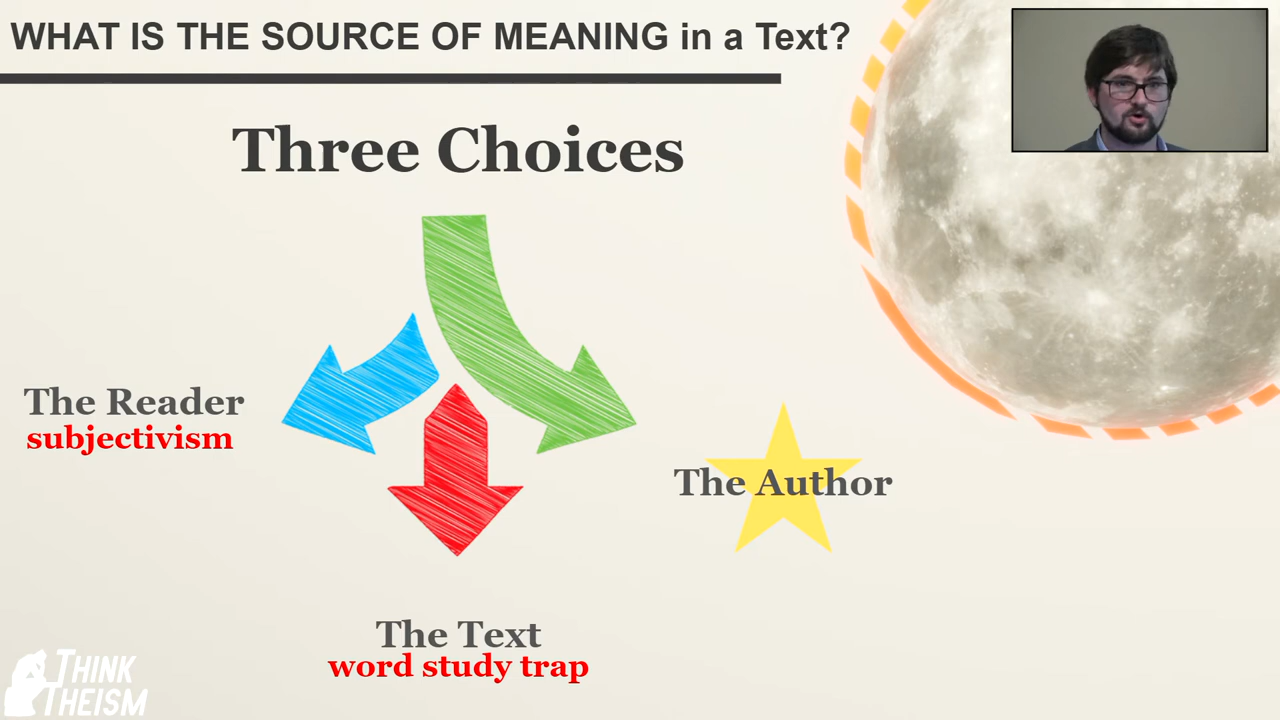 WHAT IS THE SOURCE OF MEANING in a Text?
Three Choices
The Reader
subjectivism
The Author
The Text
word study trap
THINK
THEISM